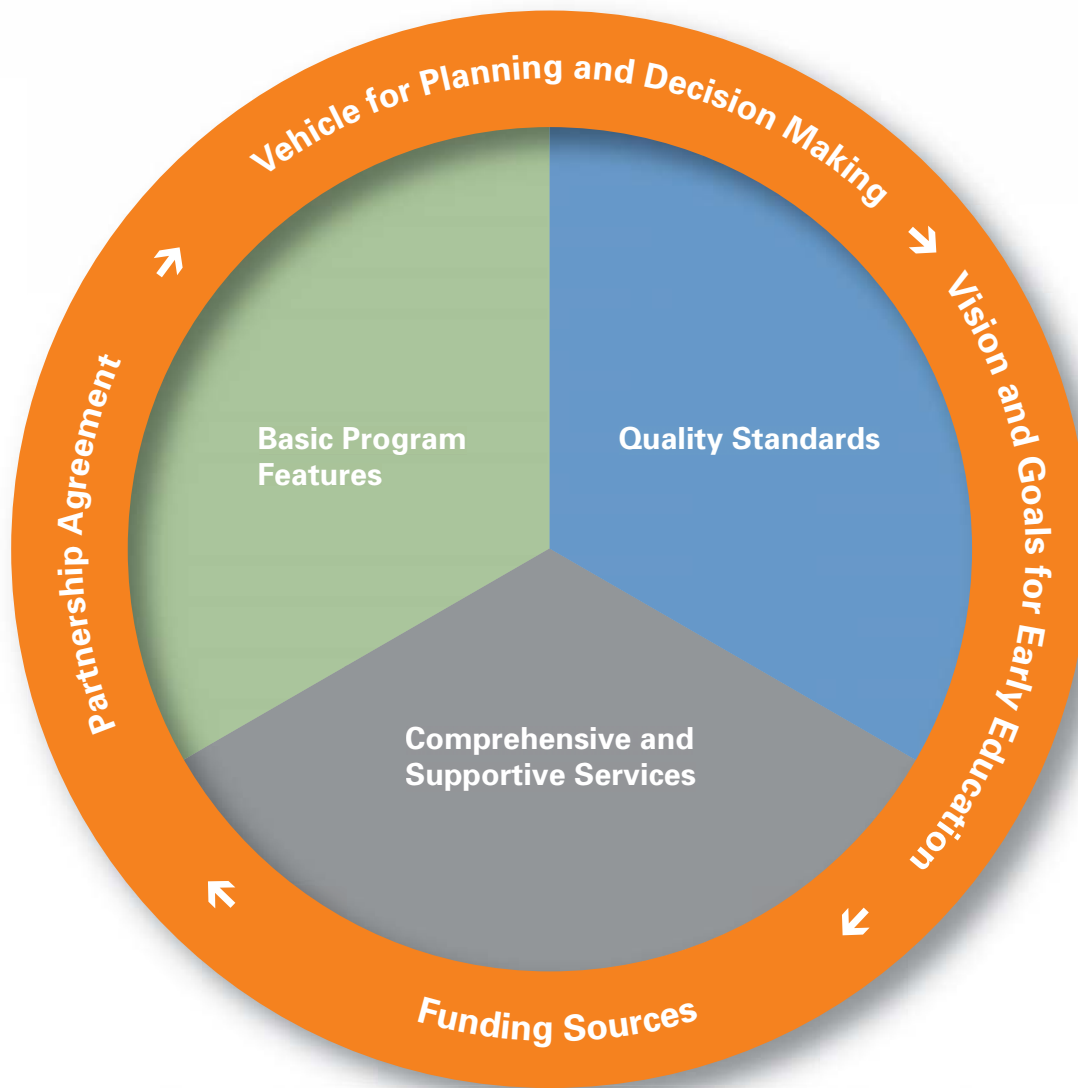 Vehicle for Planning and Decision Making
Vision and Goals for Early Education
Funding Sources
Partnership Agreement
Basic Program
Features
Quality Standards
Comprehensive and
Supportive Services